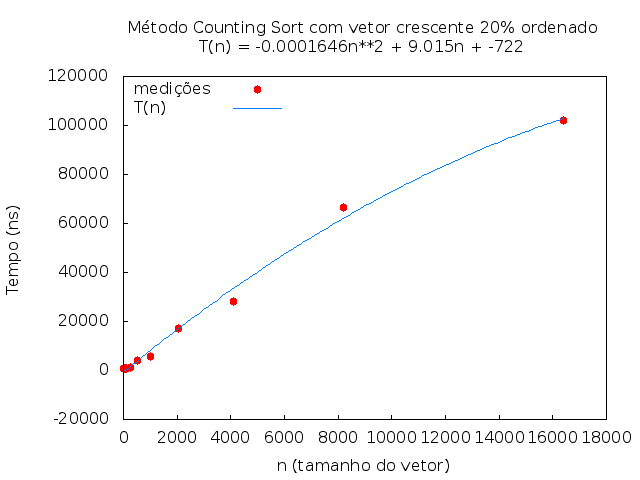 Método Counting Sort com vetor crescente 20% ordenado
T(n) = -0.0001646n**2 + 9.015n + -722
medições
T(n)
120000
100000
80000
60000
40000
20000
0
-20000
Tempo (ns)
0 2000 4000 6000 8000 10000 12000 14000 16000 18000
n (tamanho do vetor)